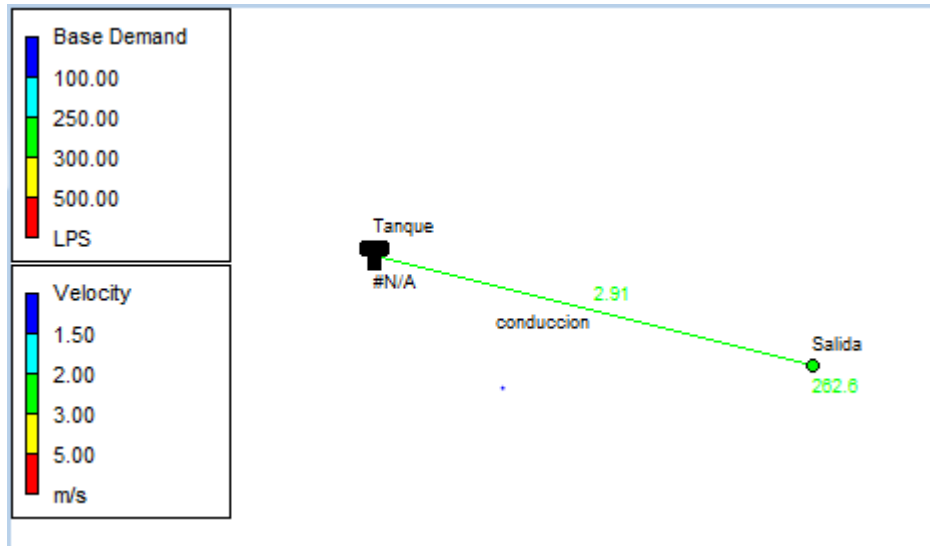 Base Demand
100.00
250.00
300.00
500.00
LPS
Velocity
1.50
2.00
3.00
5.00
m/s
Tanque
#N/A
2.91
conduccion
Salida
262.6